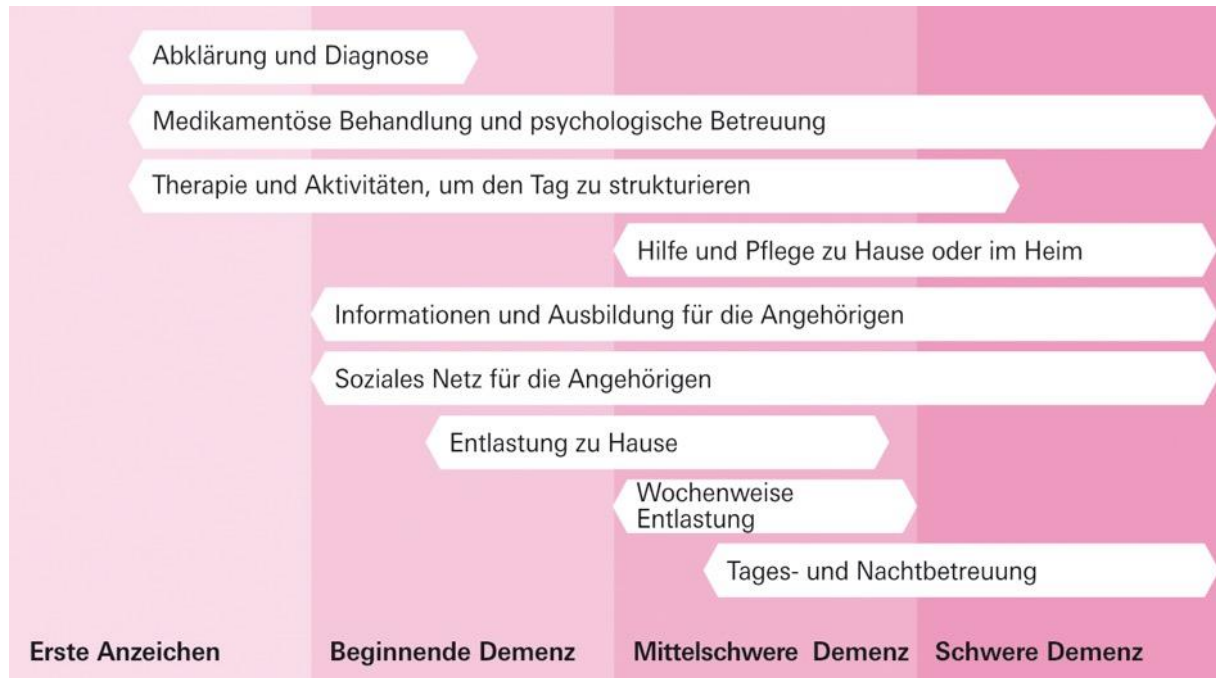 Abklärung und Diagnose
Medikamentöse Behandlung und psychologische Betreuung
Therapie und Aktivitäten, um den Tag zu strukturieren
Hilfe und Pflege zu Hause oder im Heim
Informationen und Ausbildung für die Angehörigen
Soziales Netz für die Angehörigen
Entlastung zu Hause
Wochenweise
Entlastung
Tages- und Nachtbetreuung
Erste Anzeichen Beginnende Demenz Mittelschwere Demenz Schwere Demenz